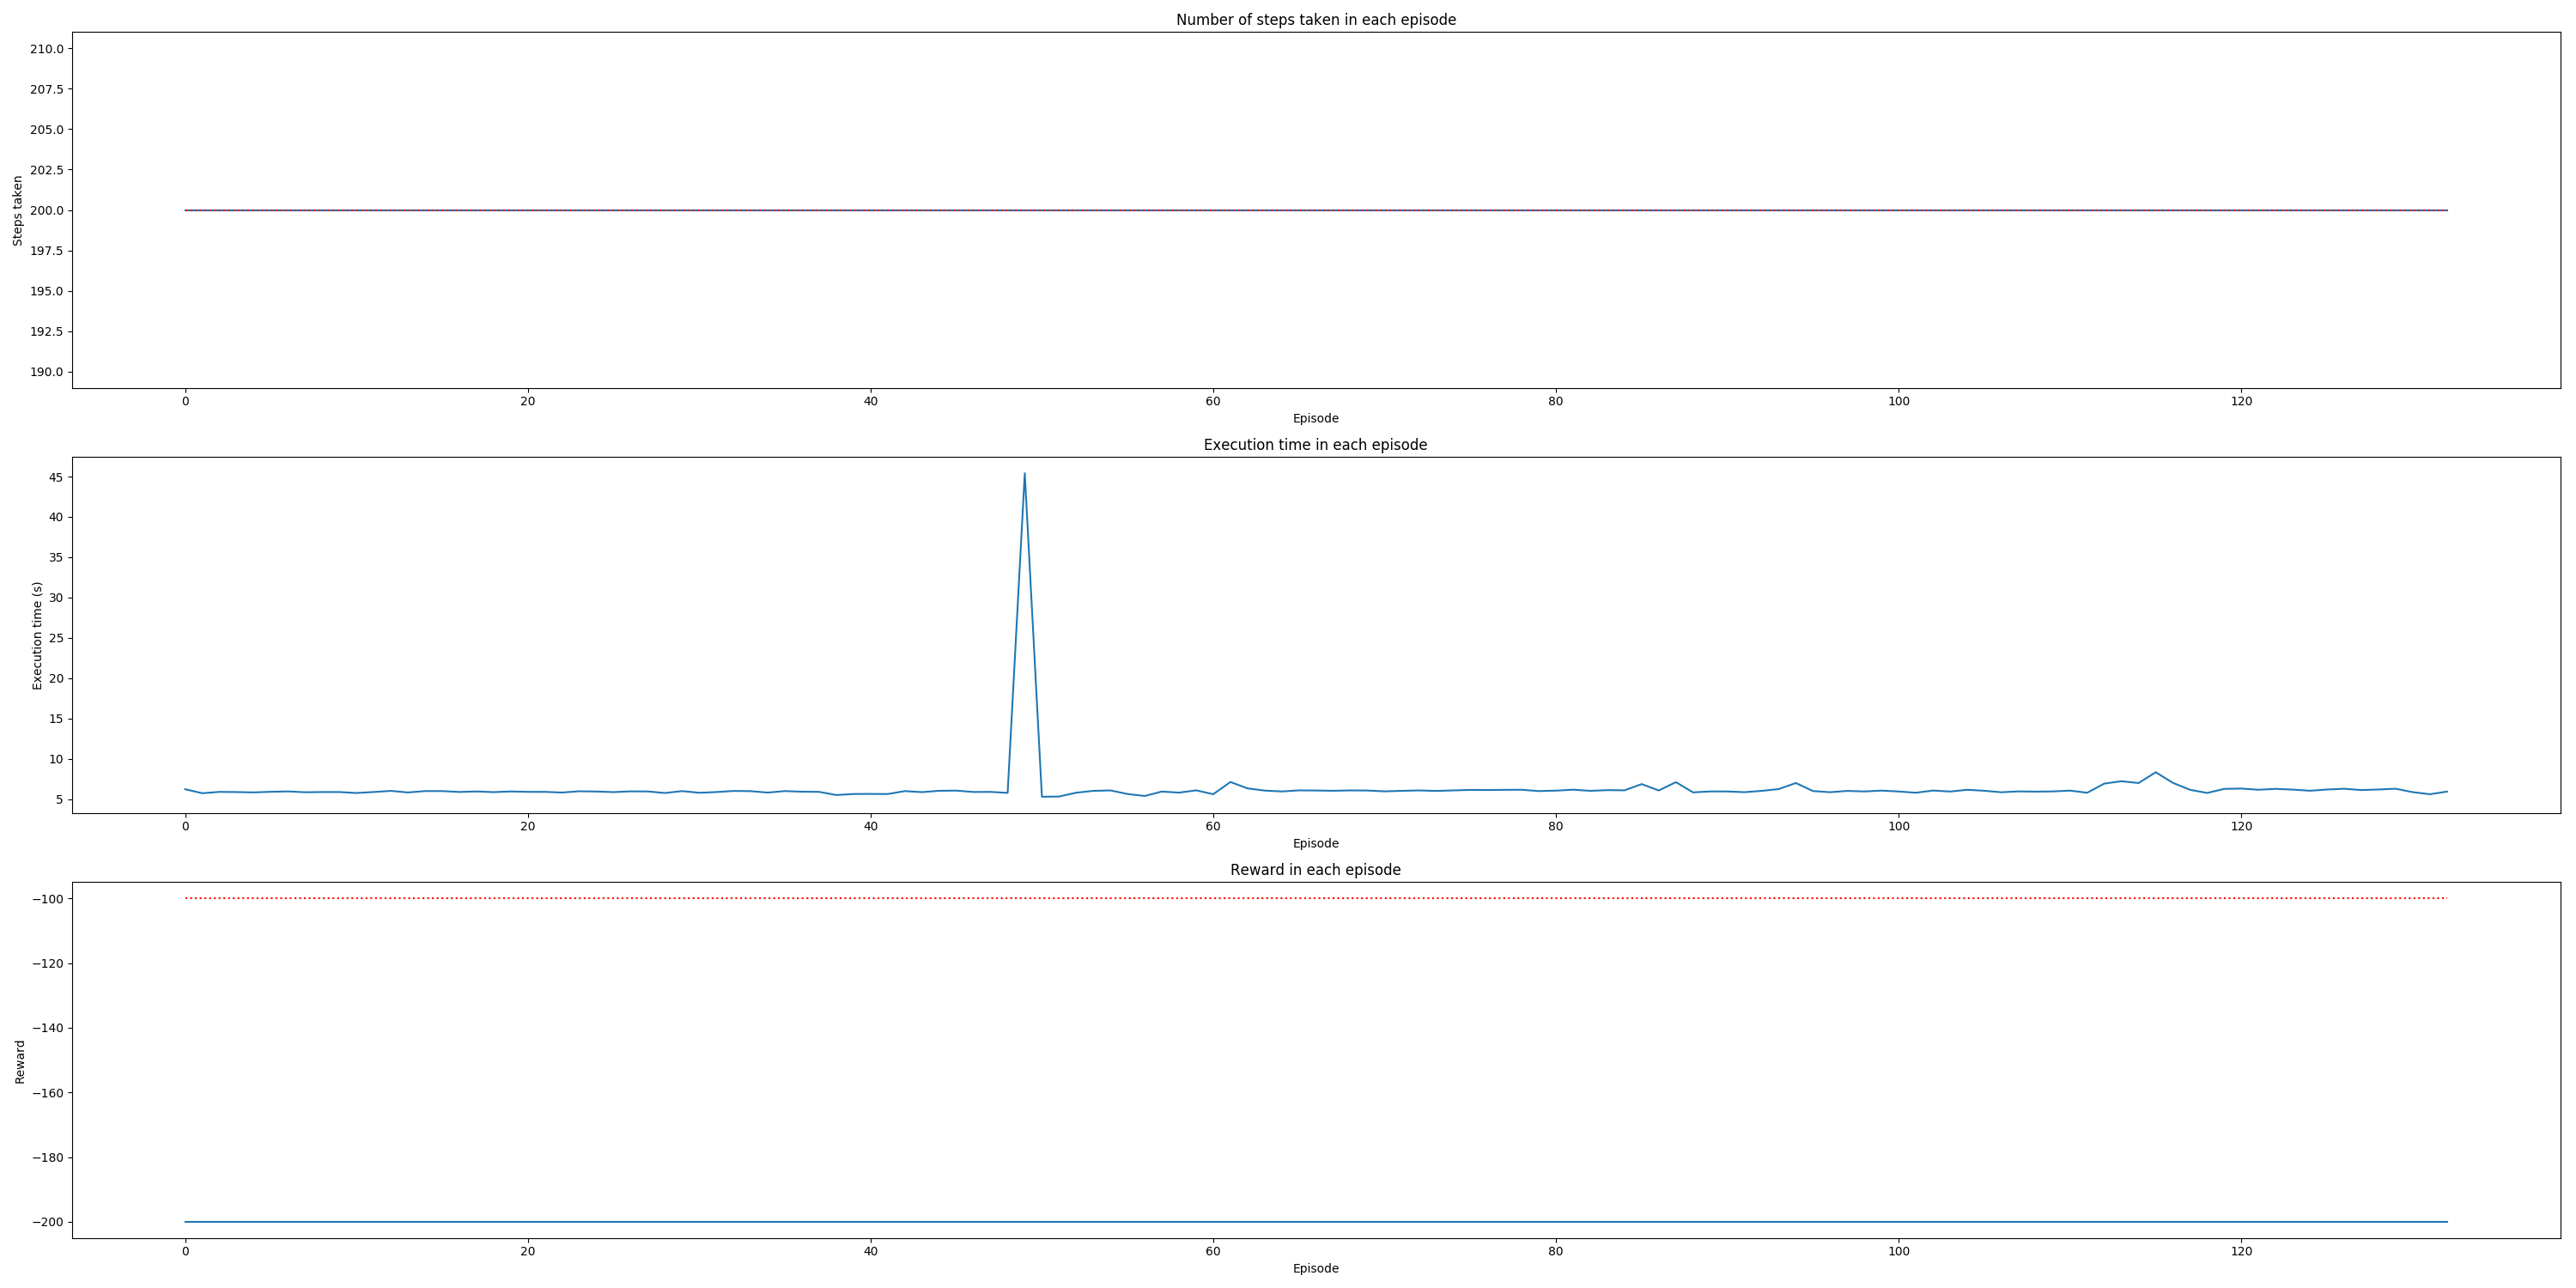 Number of steps taken in each episode
210.0
207.5
205.0
202.5
200.0
197.5
195.0
192.5
190.0
Steps taken
0 20 40 60 80 100 120
Episode
Execution time in each episode
45
40
35
30
25
20
15
10
5
Execution time (s)
0 20 40 60 80 100 120
Episode
Reward in each episode
−100
−120
−140
−160
−180
−200
Reward
0 20 40 60 80 100 120
Episode